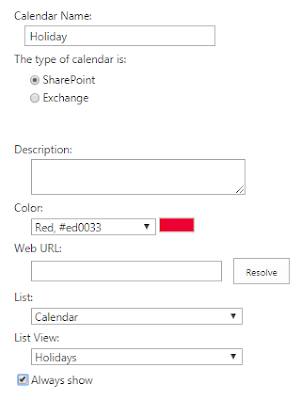 Calendar Name:
Holiday
The type of calendar is:
SharePoint
Exchange
Description:
Color:
Red, #ed0033
Web URL:
Resolve
List:
Calendar
List View:
Holidays
Always show